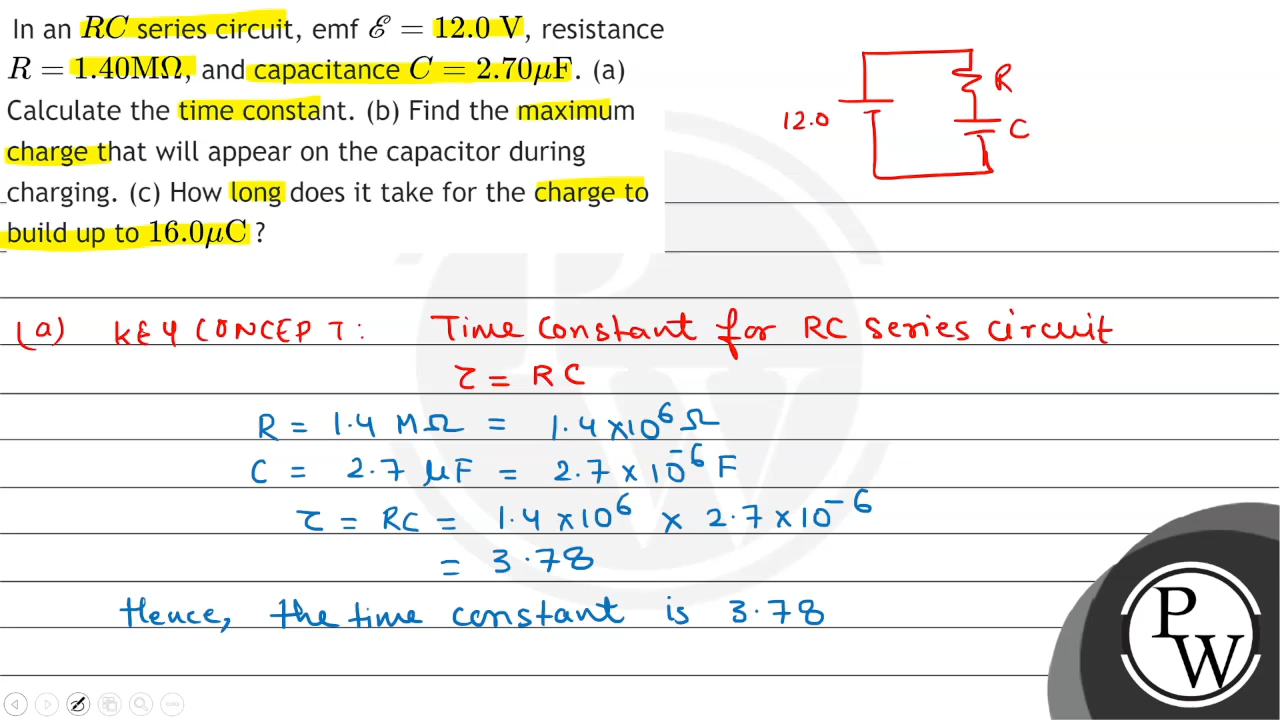 In an RC series circuit, emf ℰ = 12.0 V, resistance
R = 1.40MΩ, and capacitance C = 2.70μF. (a)
Calculate the time constant. (b) Find the maximum
charge that will appear on the capacitor during
charging. (c) How long does it take for the charge to
build up to 16.0μC ?
12.0
R
C
(a) KEY CONCEPT: Time Constant for RC Series Circuit
τ = RC
R = 1.4 MΩ = 1.4×10⁶ Ω
C = 2.7 μF = 2.7 × 10⁻⁶ F
τ = RC = 1.4×10⁶ × 2.7×10⁻⁶
= 3.78
Hence, the time constant is 3.78
PW